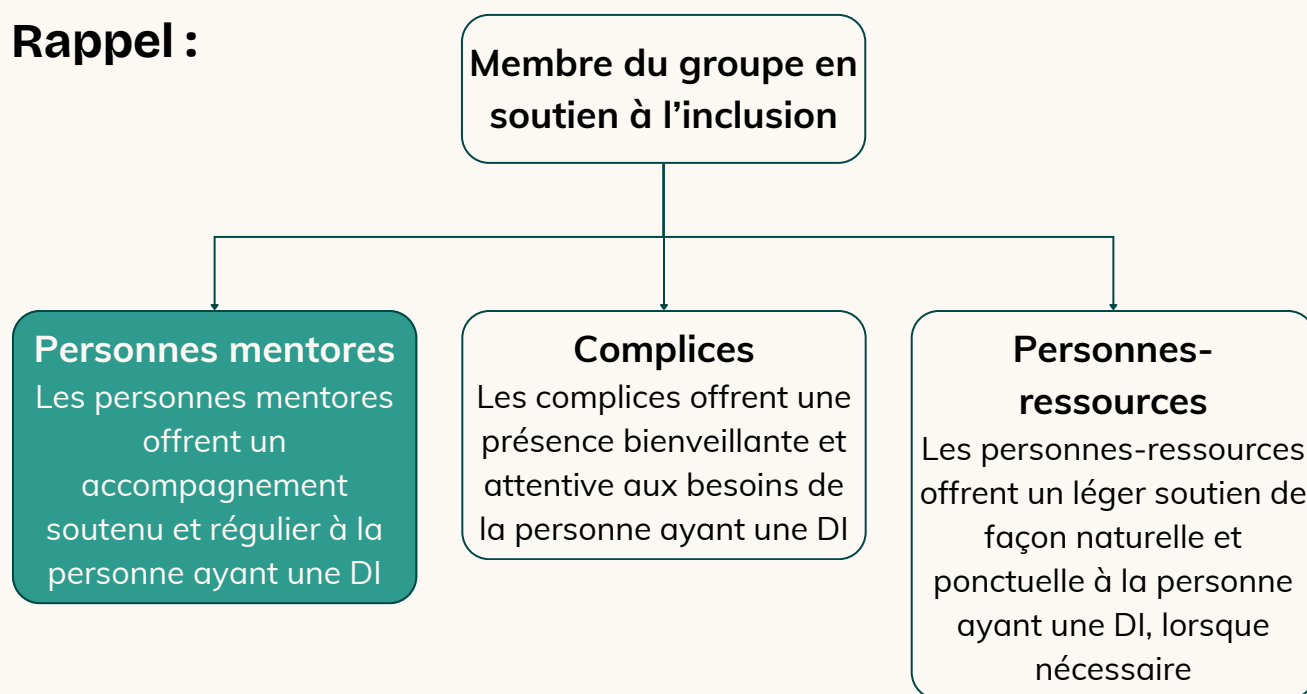 Rappel :
Membre du groupe en
soutien à l’inclusion
Personnes mentores
Les personnes mentores
offrent un
accompagnement
soutenu et régulier à la
personne ayant une DI
Complices
Les complices offrent une
présence bienveillante et
attentive aux besoins de
la personne ayant une DI
Personnes-
ressources
Les personnes-ressources
offrent un léger soutien de
façon naturelle et
ponctuelle à la personne
ayant une DI, lorsque
nécessaire